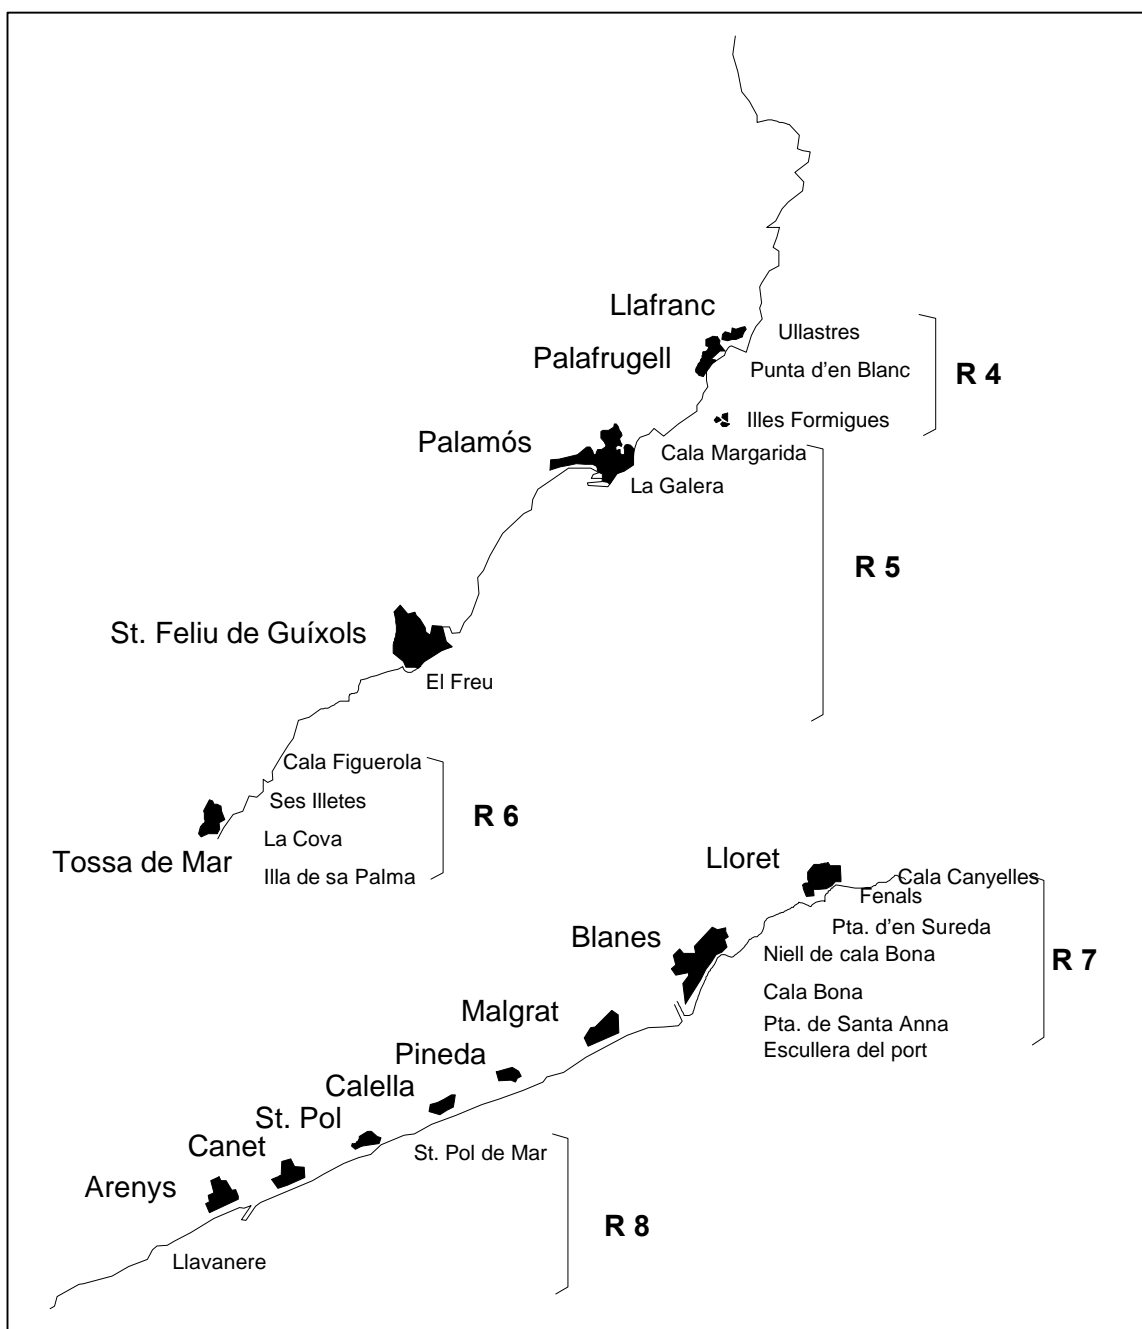 Llafranc
Ullastres
Palafrugell
Punta d'en Blanc
R 4
Illes Formigues
Palamós
Cala Margarida
La Galera
R 5
St. Feliu de Guíxols
El Freu
Cala Figuerola
Ses Illetes
R 6
La Cova
Tossa de Mar
Illa de sa Palma
Lloret
Cala Canyelles
Fenals
Pta. d'en Sureda
Blanes
Niell de cala Bona
R 7
Cala Bona
Malgrat
Pta. de Santa Anna
Escullera del port
Pineda
Calella
St. Pol
Canet
St. Pol de Mar
Arenys
R 8
Llavanere